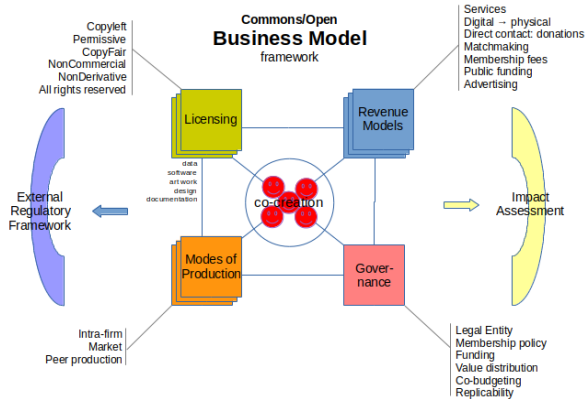 Commons/Open
Business Model
framework
Copyleft
Permissive
CopyFair
NonCommercial
NonDerivative
All rights reserved
Services
Digital → physical
Direct contact: donations
Matchmaking
Membership fees
Public funding
Advertising
Licensing
Revenue
Models
data
software
art work
design
documentation
co-creation
External
Regulatory
Framework
Impact
Assessment
Modes of
Production
Gover-
nance
Intra-firm
Market
Peer production
Legal Entity
Membership policy
Funding
Value distribution
Co-budgeting
Replicability